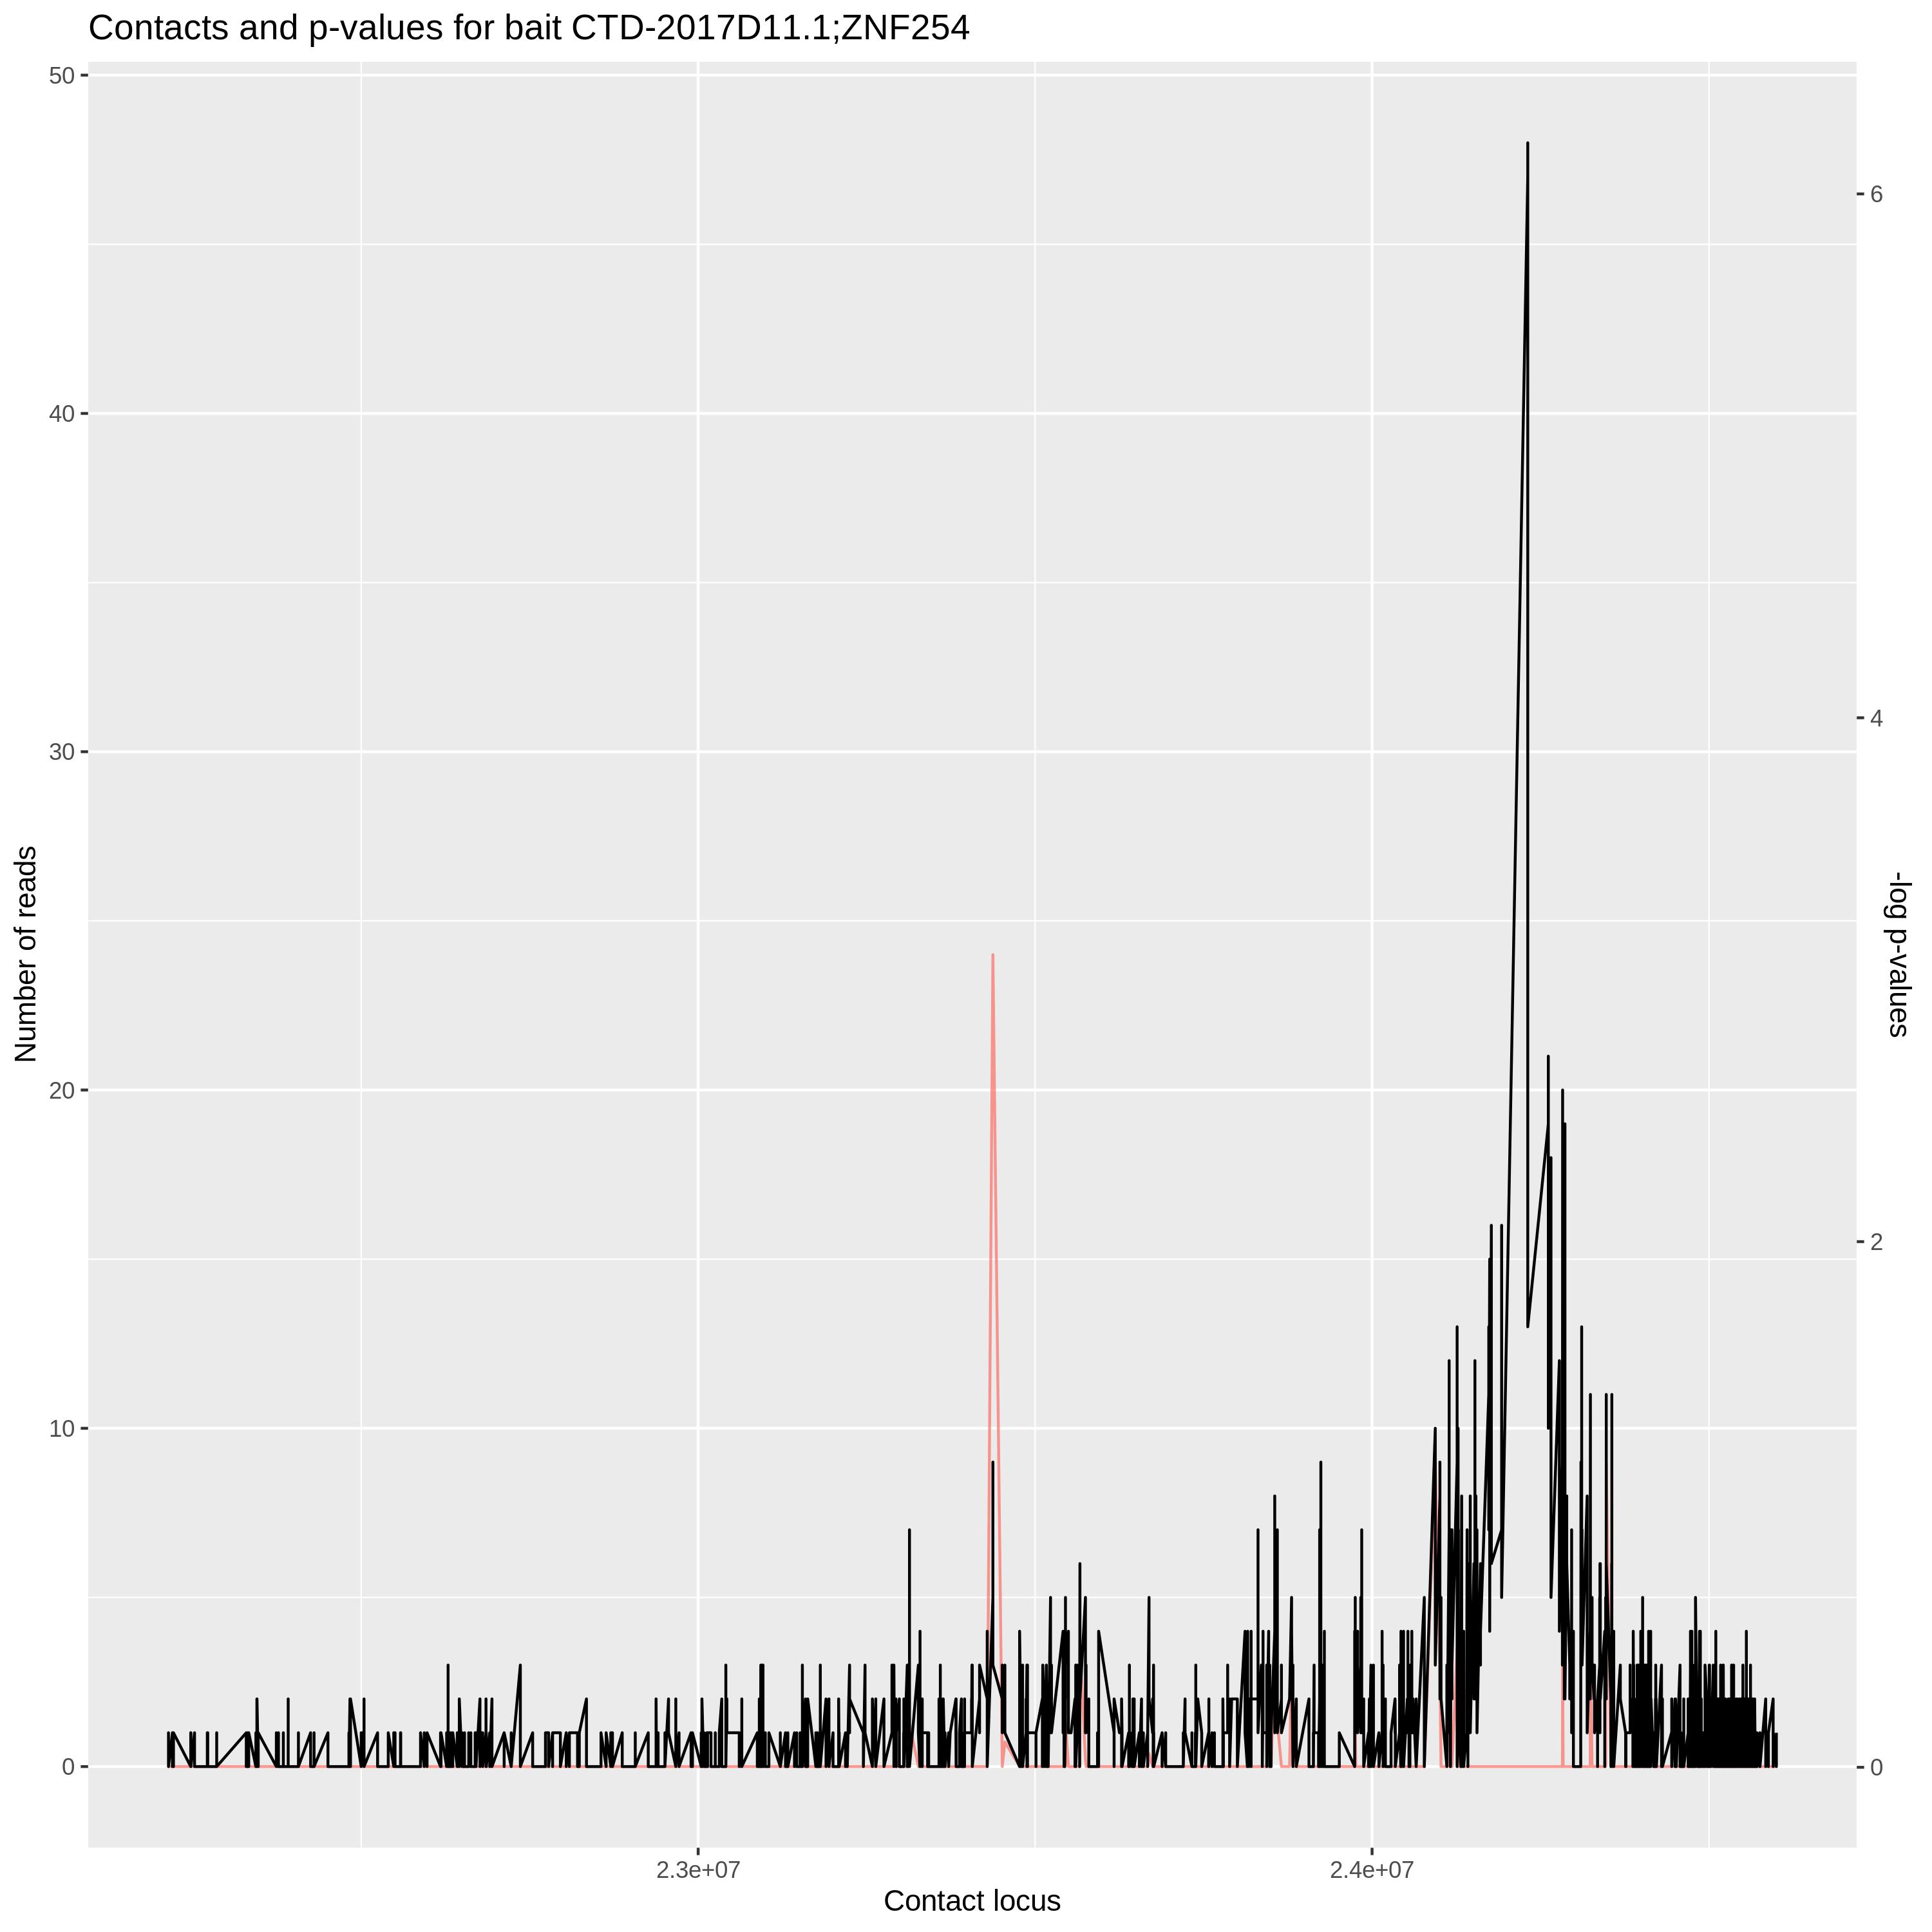 Contacts and p-values for bait CTD-2017D11.1;ZNF254
50
40
30
20
10
0
Number of reads
6
4
2
0
-log p-values
2.3e+07
2.4e+07
Contact locus